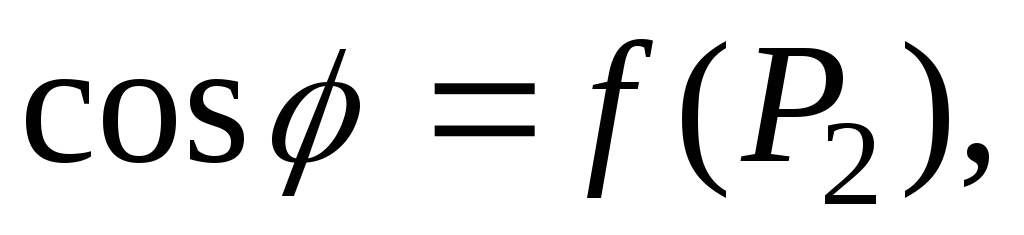 cos ϕ = f (P₂),